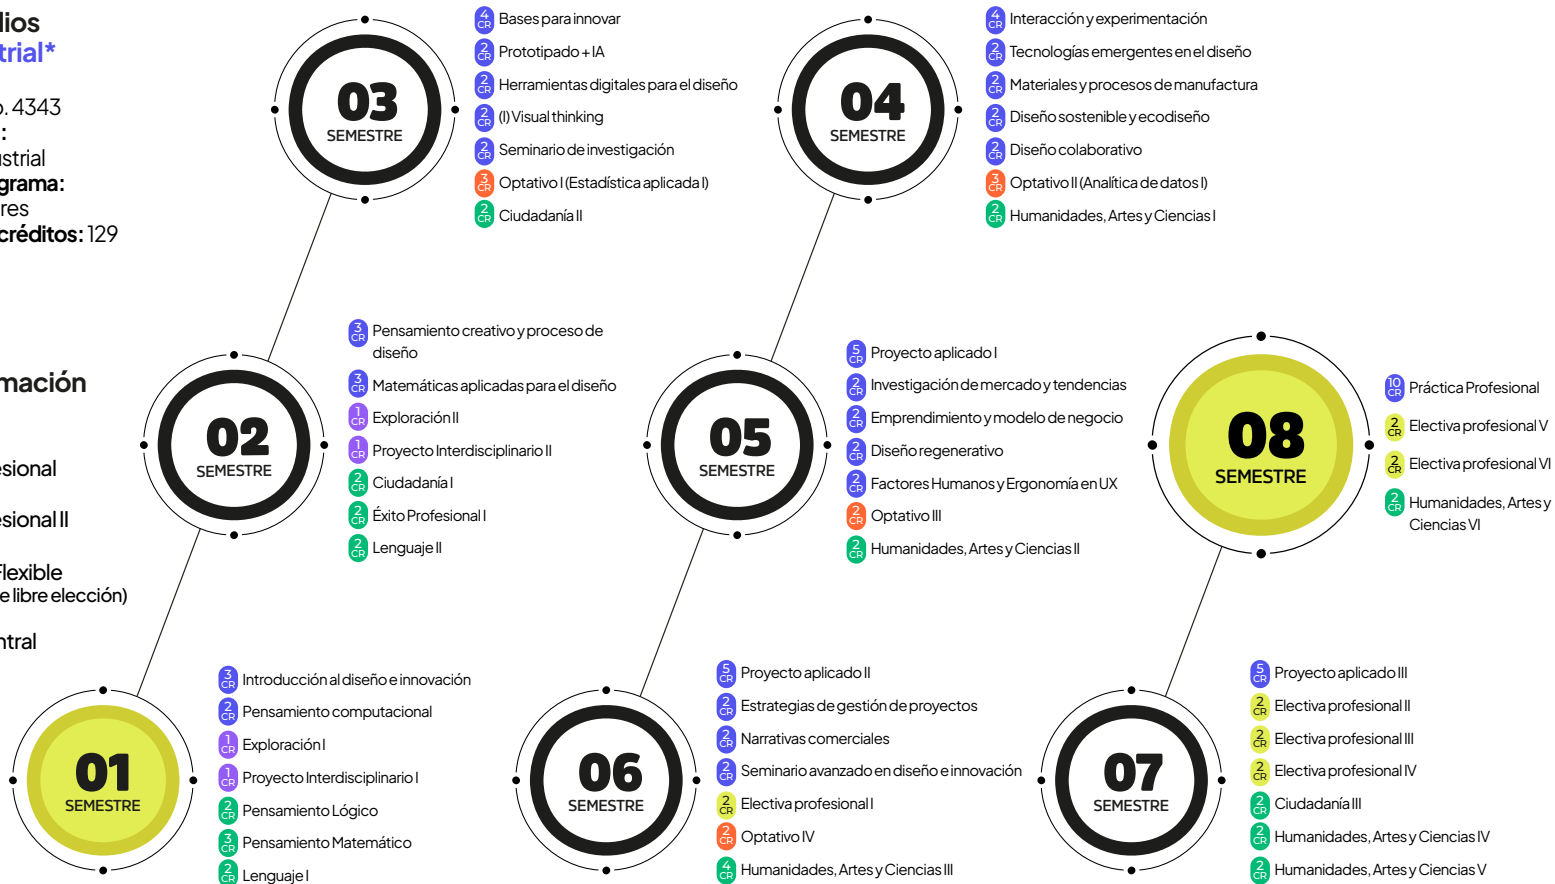 lios
trial*
o. 4343
:
ustrial
grama:
res
créditos: 129
mación
esional
esional II
Flexible
e libre elección)
ntral
01
SEMESTRE
3 CR Introducción al diseño e innovación
2 CR Pensamiento computacional
1 CR Exploración I
1 CR Proyecto Interdisciplinario I
2 CR Pensamiento Lógico
3 CR Pensamiento Matemático
2 CR Lenguaje I
02
SEMESTRE
3 CR Pensamiento creativo y proceso de
diseño
3 CR Matemáticas aplicadas para el diseño
1 CR Exploración II
1 CR Proyecto Interdisciplinario II
2 CR Ciudadanía I
2 CR Éxito Profesional I
2 CR Lenguaje II
03
SEMESTRE
4 CR Bases para innovar
2 CR Prototipado + IA
2 CR Herramientas digitales para el diseño
2 CR (I) Visual thinking
2 CR Seminario de investigación
3 CR Optativo I (Estadística aplicada I)
2 CR Ciudadanía II
04
SEMESTRE
4 CR Interacción y experimentación
2 CR Tecnologías emergentes en el diseño
2 CR Materiales y procesos de manufactura
2 CR Diseño sostenible y ecodiseño
2 CR Diseño colaborativo
3 CR Optativo II (Analítica de datos I)
2 CR Humanidades, Artes y Ciencias I
05
SEMESTRE
5 CR Proyecto aplicado I
2 CR Investigación de mercado y tendencias
2 CR Emprendimiento y modelo de negocio
2 CR Diseño regenerativo
2 CR Factores Humanos y Ergonomía en UX
2 CR Optativo III
2 CR Humanidades, Artes y Ciencias II
06
SEMESTRE
5 CR Proyecto aplicado II
2 CR Estrategias de gestión de proyectos
2 CR Narrativas comerciales
2 CR Seminario avanzado en diseño e innovación
2 CR Electiva profesional I
2 CR Optativo IV
4 CR Humanidades, Artes y Ciencias III
07
SEMESTRE
5 CR Proyecto aplicado III
2 CR Electiva profesional II
2 CR Electiva profesional III
2 CR Electiva profesional IV
2 CR Ciudadanía III
2 CR Humanidades, Artes y Ciencias IV
2 CR Humanidades, Artes y Ciencias V
08
SEMESTRE
10 CR Práctica Profesional
2 CR Electiva profesional V
2 CR Electiva profesional VI
2 CR Humanidades, Artes y
Ciencias VI